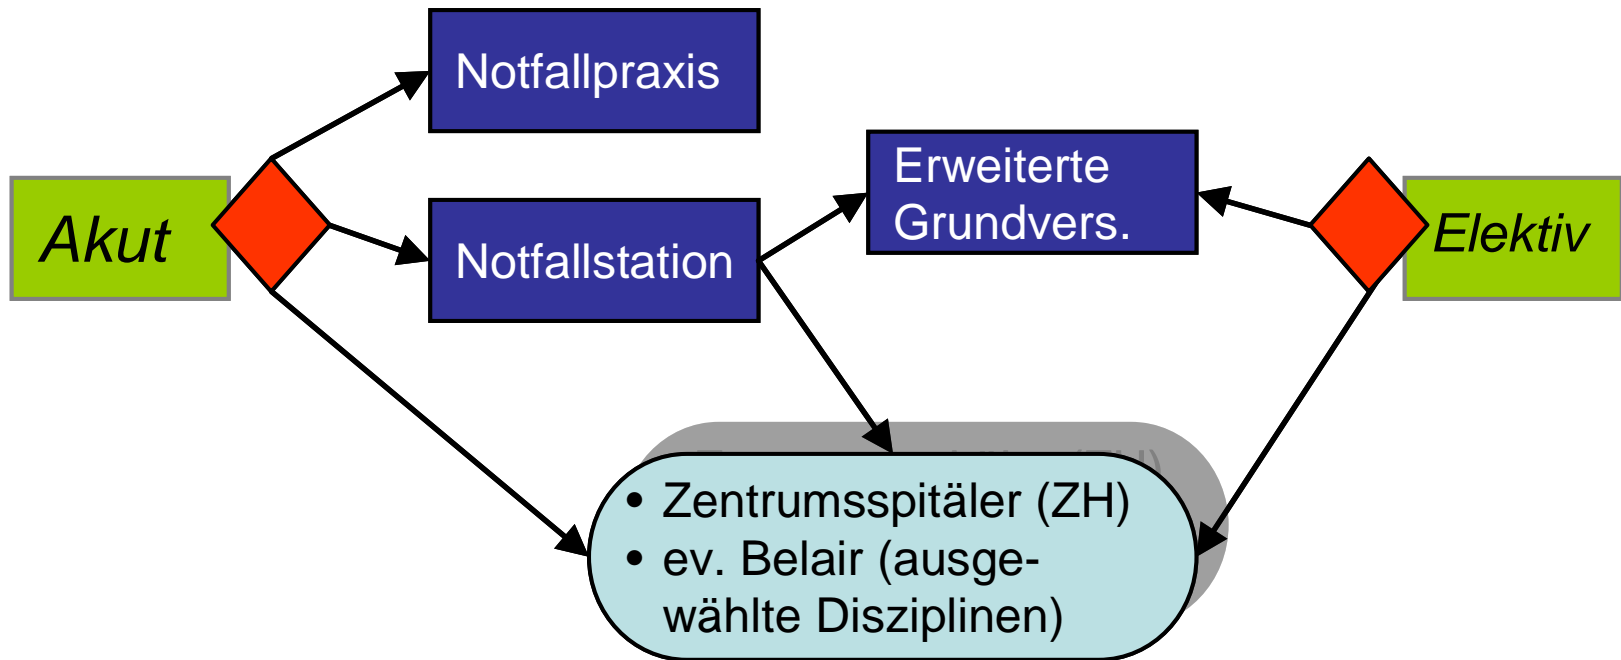 Notfallpraxis
Erweiterte
Grundvers.
Akut
Notfallstation
Elektiv
• Zentrumsspitäler (ZH)
• ev. Belair (ausge-
wählte Disziplinen)